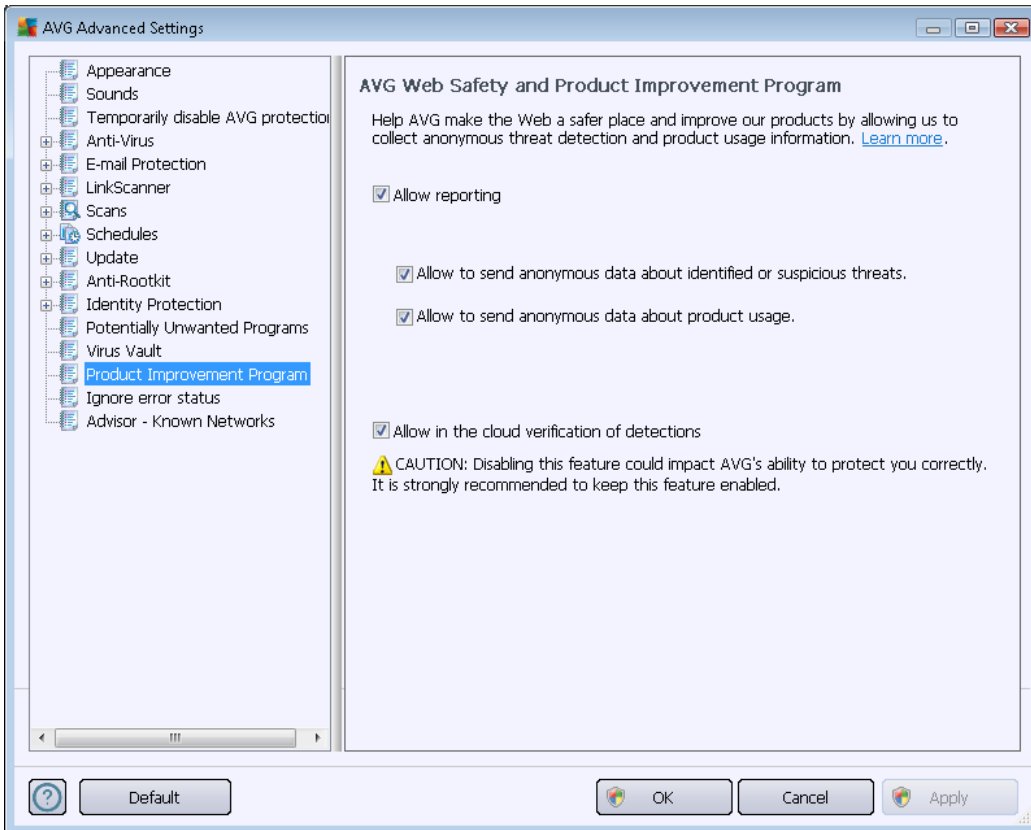 AVG Advanced Settings
Appearance
Sounds
Temporarily disable AVG protection
Anti-Virus
E-mail Protection
LinkScanner
Scans
Schedules
Update
Anti-Rootkit
Identity Protection
Potentially Unwanted Programs
Virus Vault
Product Improvement Program
Ignore error status
Advisor - Known Networks
AVG Web Safety and Product Improvement Program
Help AVG make the Web a safer place and improve our products by allowing us to
collect anonymous threat detection and product usage information. Learn more.
Allow reporting
Allow to send anonymous data about identified or suspicious threats.
Allow to send anonymous data about product usage.
Allow in the cloud verification of detections
CAUTION: Disabling this feature could impact AVG's ability to protect you correctly.
It is strongly recommended to keep this feature enabled.
Default
OK
Cancel
Apply